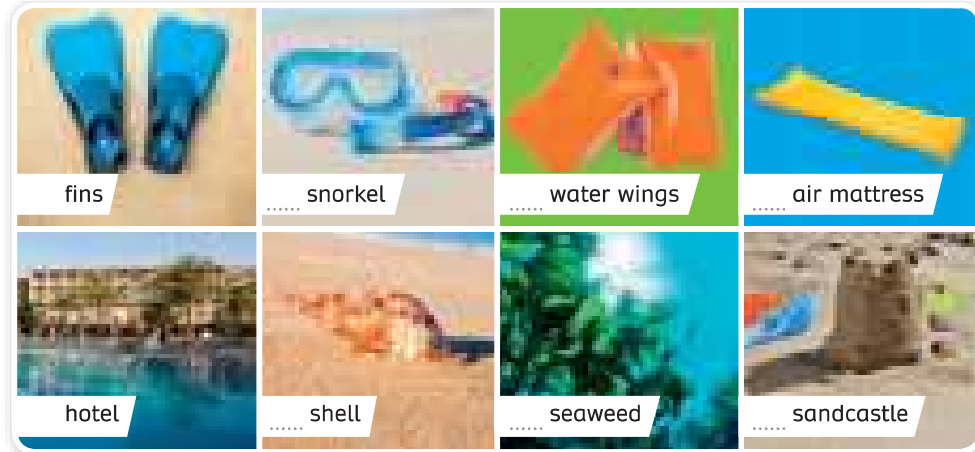 fins
...... snorkel
...... water wings
...... air mattress
hotel
...... shell
...... seaweed
...... sandcastle